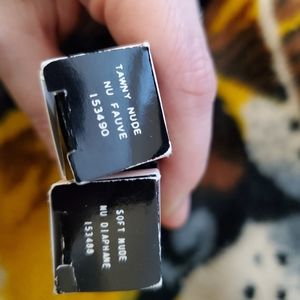 TAWNY NUDE
NU FAUVE
153490
SOFT NUDE
NU DIAPHANE
153488